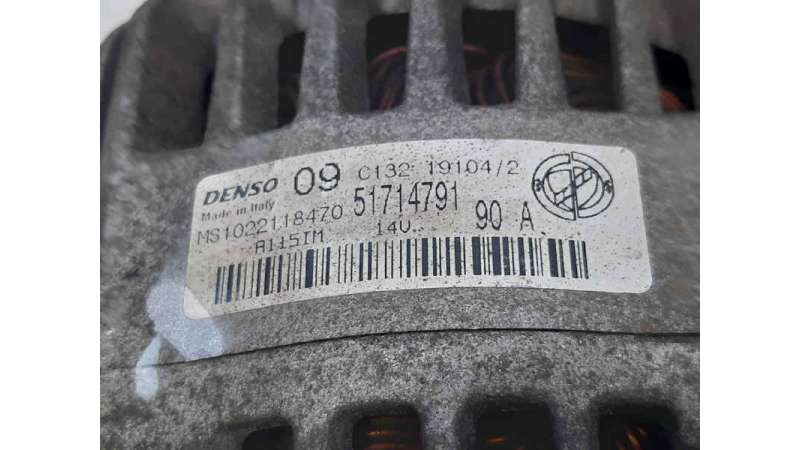 DENSO 09 C132 19104/2
Made in Italy
MS1022118470 51714791 90 A
A115IM 14V